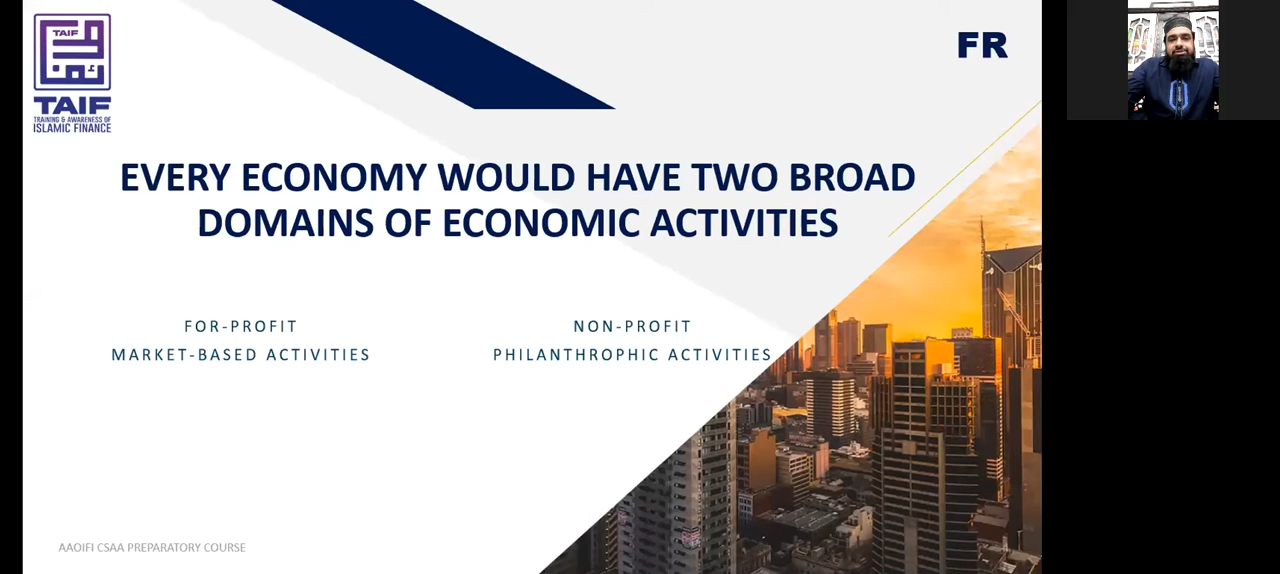 TAIF
TAIF
TRAINING & AWARENESS OF
ISLAMIC FINANCE
FR
EVERY ECONOMY WOULD HAVE TWO BROAD
DOMAINS OF ECONOMIC ACTIVITIES
FOR-PROFIT
MARKET-BASED ACTIVITIES
NON-PROFIT
PHILANTHROPHIC ACTIVITIES
AAOIFI CSAA PREPARATORY COURSE